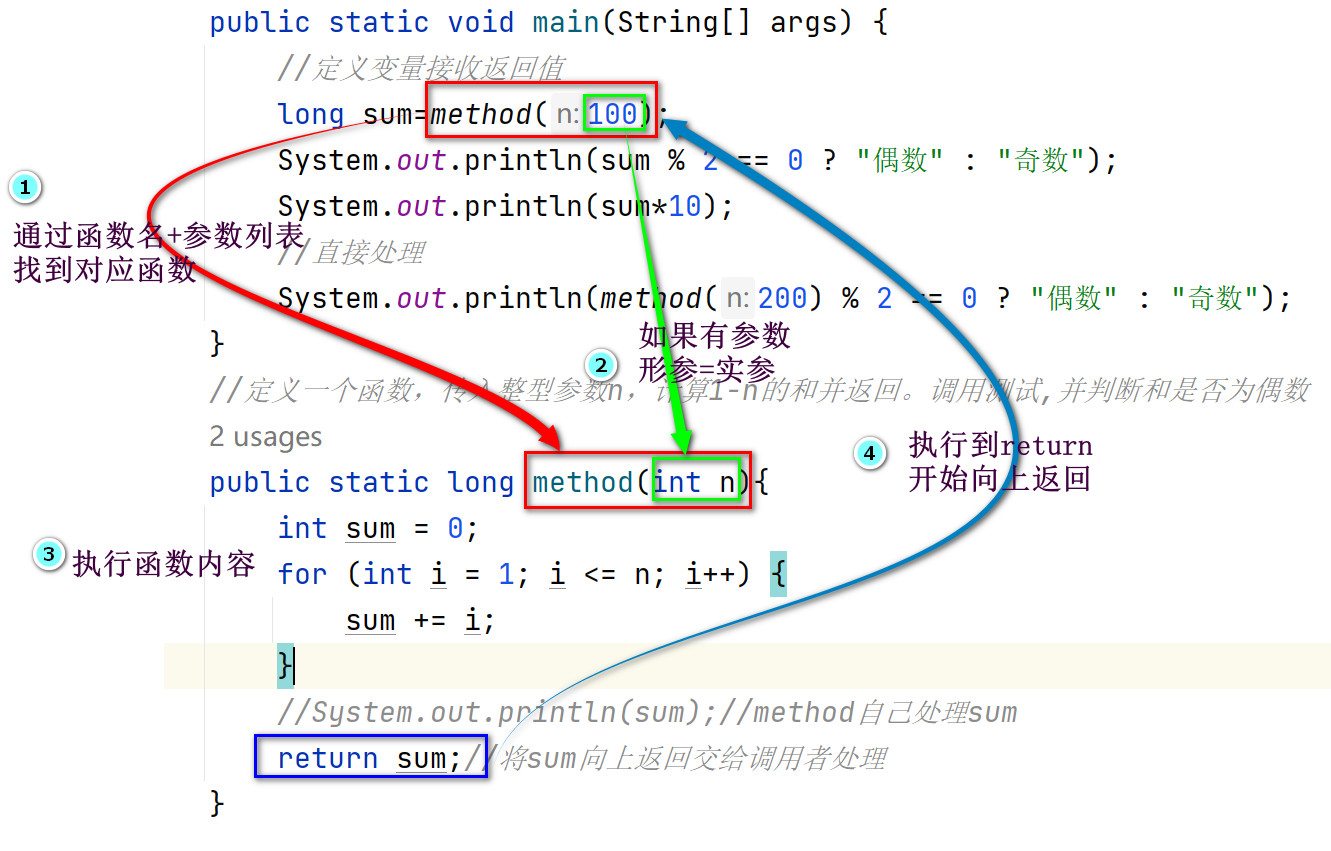 public static void main(String[] args) {
//定义变量接收返回值
long sum=method( n: 100);
System.out.println(sum % 2 == 0 ? "偶数" : "奇数");
1
System.out.println(sum*10);
通过函数名+参数列表
找到对应函数
//直接处理
System.out.println(method( n: 200) % 2 == 0 ? "偶数" : "奇数");
}
2
如果有参数
形参=实参
//定义一个函数，传入整型参数n，计算1-n的和并返回。调用测试,并判断和是否为偶数
2 usages
4
执行到return
开始向上返回
public static long method(int n){
int sum = 0;
3
执行函数内容
for (int i = 1; i <= n; i++) {
sum += i;
}
//System.out.println(sum);//method自己处理sum
return sum;//将sum向上返回交给调用者处理
}